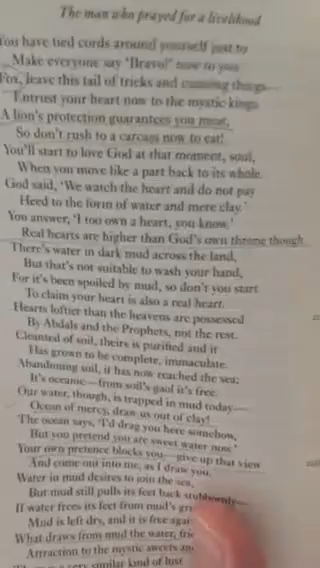 The man who prayed for a livelihood
You have tied cords around yourself just to
Make everyone say 'Bravo!' now to you.
Fox, leave this tail of tricks and cunning things—
Entrust your heart now to the mystic kings.
A lion's protection guarantees you meat,
So don't rush to a carcass now to eat!
You'll start to love God at that moment, soul,
When you move like a part back to its whole.
God said, 'We watch the heart and do not pay
Heed to the form of water and mere clay.'
You answer, 'I too own a heart, you know.'
Real hearts are higher than God's own throne though.
There's water in dark mud across the land,
But that's not suitable to wash your hand,
For it's been spoiled by mud, so don't you start
To claim your heart is also a real heart.
Hearts loftier than the heavens are possessed
By Abdals and the Prophets, not the rest.
Cleansed of soil, theirs is purified and it
Has grown to be complete, immaculate.
Abandoning soil, it has now reached the sea;
It's oceanic—from soil's gaol it's free.
Our water, though, is trapped in mud today—
Ocean of mercy, draw us out of clay!
The ocean says, 'I'd drag you here somehow,
But you pretend you are sweet water now.'
Your own pretence blocks you—give up that view
And come out into me, as I draw you.
Water in mud desires to join the sea,
But mud still pulls its feet back stubbornly—
If water frees its feet from mud's
Mud is left dry, and it is free
What draws from mud the water,
Attraction to the mystic sweets
very similar kind of lust